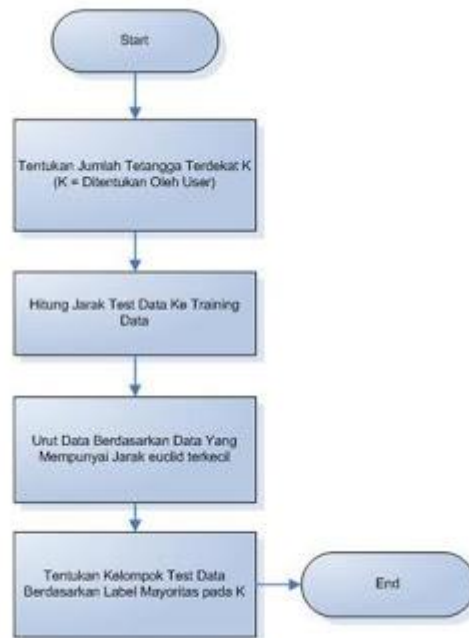 Start
Tentukan Jumlah Tetangga Terdekat K
(K = Ditentukan Oleh User)
Hitung Jarak Test Data Ke Training
Data
Urut Data Berdasarkan Data Yang
Mempunyai Jarak euclid terkecil
Tentukan Kelompok Test Data
Berdasarkan Label Mayoritas pada K
End